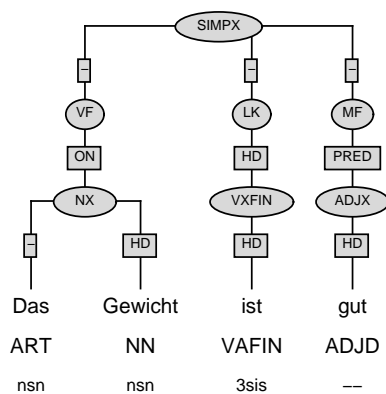 SIMPX
– – –
VF LK MF
ON HD PRED
NX VXFIN ADJX
– HD HD HD
Das Gewicht ist gut
ART NN VAFIN ADJD
nsn nsn 3sis ––